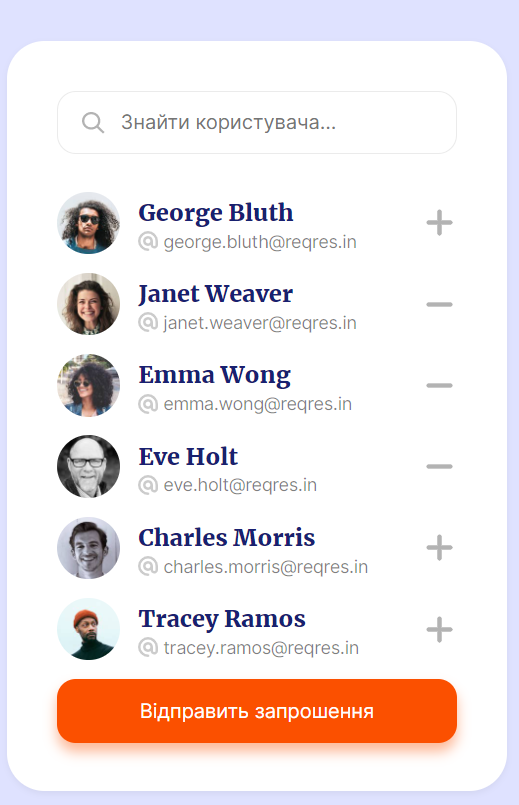 Знайти користувача...
George Bluth
george.bluth@reqres.in
Janet Weaver
janet.weaver@reqres.in
Emma Wong
emma.wong@reqres.in
Eve Holt
eve.holt@reqres.in
Charles Morris
charles.morris@reqres.in
Tracey Ramos
tracey.ramos@reqres.in
Відправить запрошення